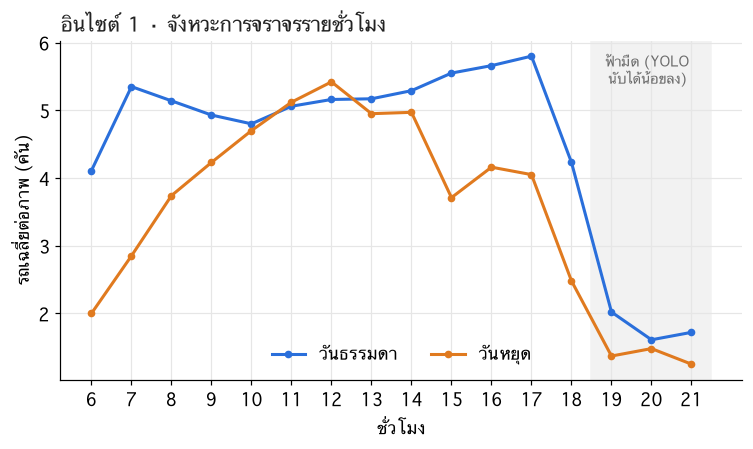 อินไซต์ 1 · จังหวะการจราจรรายชั่วโมง
ฟ้ามืด (YOLO
นับได้น้อยลง)
รถเฉลี่ยต่อภาพ (คัน)
6
5
4
3
2
วันธรรมดา
วันหยุด
6 7 8 9 10 11 12 13 14 15 16 17 18 19 20 21
ชั่วโมง